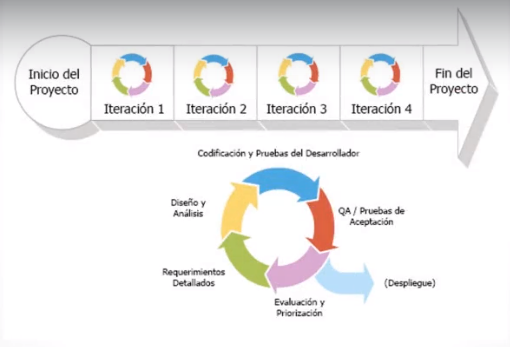 Inicio del
Proyecto
Iteración 1
Iteración 2
Iteración 3
Iteración 4
Fin del
Proyecto
Codificación y Pruebas del Desarrollador
Diseño y
Análisis
QA / Pruebas de
Aceptación
Requerimientos
Detallados
(Despliegue)
Evaluación y
Priorización